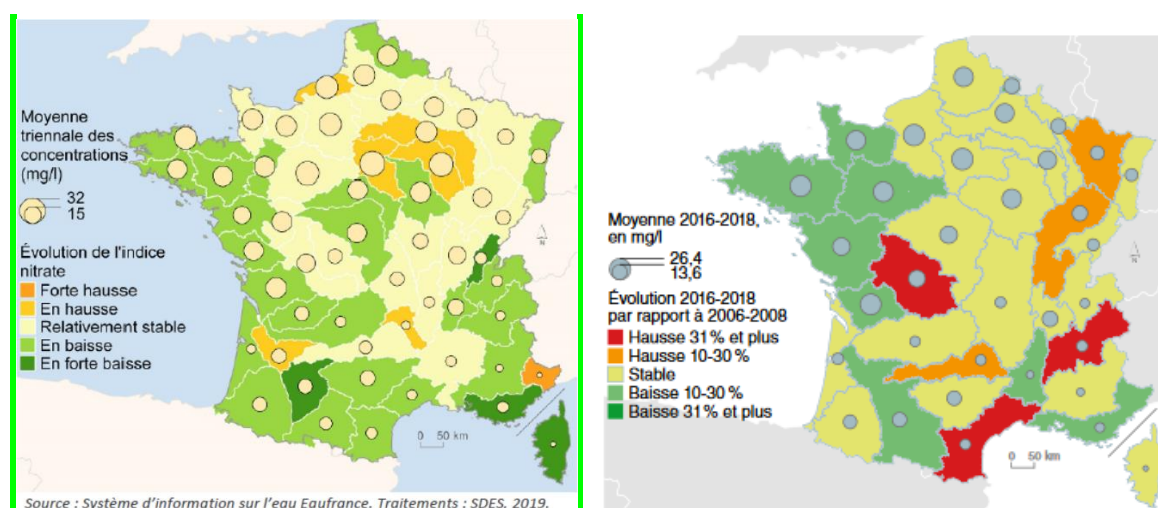 Moyenne
triennale des
concentrations
(mg/l)
32
15
Évolution de l'indice
nitrate
Forte hausse
En hausse
Relativement stable
En baisse
En forte baisse
N
0 50 km
Source : Système d'information sur l'eau Eaufrance. Traitements : SDES, 2019.
Moyenne 2016-2018,
en mg/l
26,4
13,6
Évolution 2016-2018
par rapport à 2006-2008
Hausse 31% et plus
Hausse 10-30 %
Stable
Baisse 10-30 %
Baisse 31% et plus
N
0 50 km